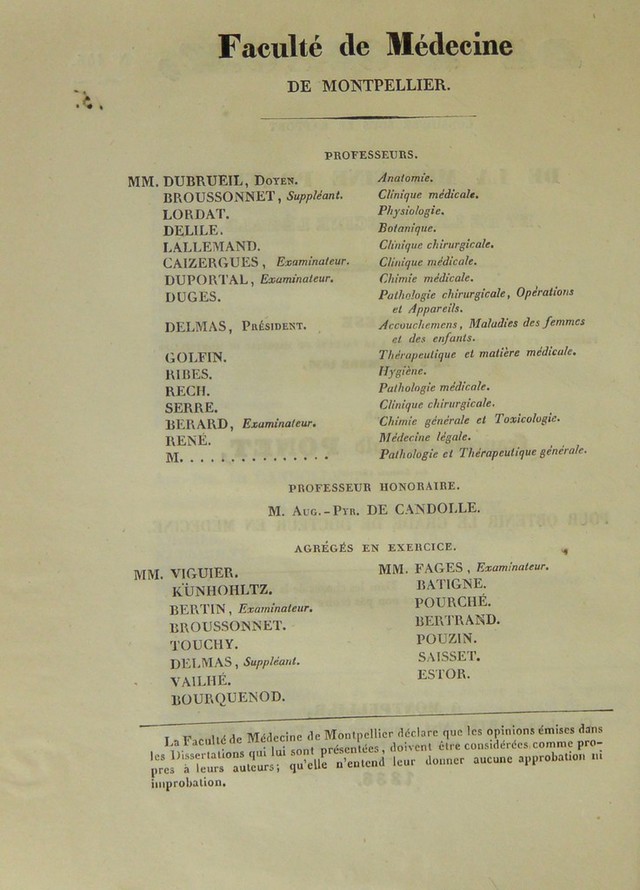 Faculté de Médecine
DE MONTPELLIER.
PROFESSEURS.
MM. DUBRUEIL, Doyen. Anatomie.
BROUSSONNET, Suppléant. Clinique médicale.
LORDAT. Physiologie.
DELILE. Botanique.
LALLEMAND. Clinique chirurgicale.
CAIZERGUES, Examinateur. Clinique médicale.
DUPORTAL, Examinateur. Chimie médicale.
DUGES. Pathologie chirurgicale, Opérations
et Appareils.
DELMAS, Président. Accouchemens, Maladies des femmes
et des enfants.
GOLFIN. Thérapeutique et matière médicale.
RIBES. Hygiène.
RECH. Pathologie médicale.
SERRE. Clinique chirurgicale.
BERARD, Examinateur. Chimie générale et Toxicologie.
RENÉ. Médecine légale.
M. . . . . . . . . . . . . . . Pathologie et Thérapeutique générale.
PROFESSEUR HONORAIRE.
M. Aug.-Pyr. DE CANDOLLE.
AGRÉGÉS EN EXERCICE.
MM. VIGUIER.
KÜNHOHLTZ.
BERTIN, Examinateur.
BROUSSONNET.
TOUCHY.
DELMAS, Suppléant.
VAILHÉ.
BOURQUENOD.
MM. FAGES, Examinateur.
BATIGNE.
POURCHÉ.
BERTRAND.
POUZIN.
SAISSET.
ESTOR.
La Faculté de Médecine de Montpellier déclare que les opinions émises dans
les Dissertations qui lui sont présentées, doivent être considérées comme pro-
pres à leurs auteurs; qu'elle n'entend leur donner aucune approbation ni
improbation.